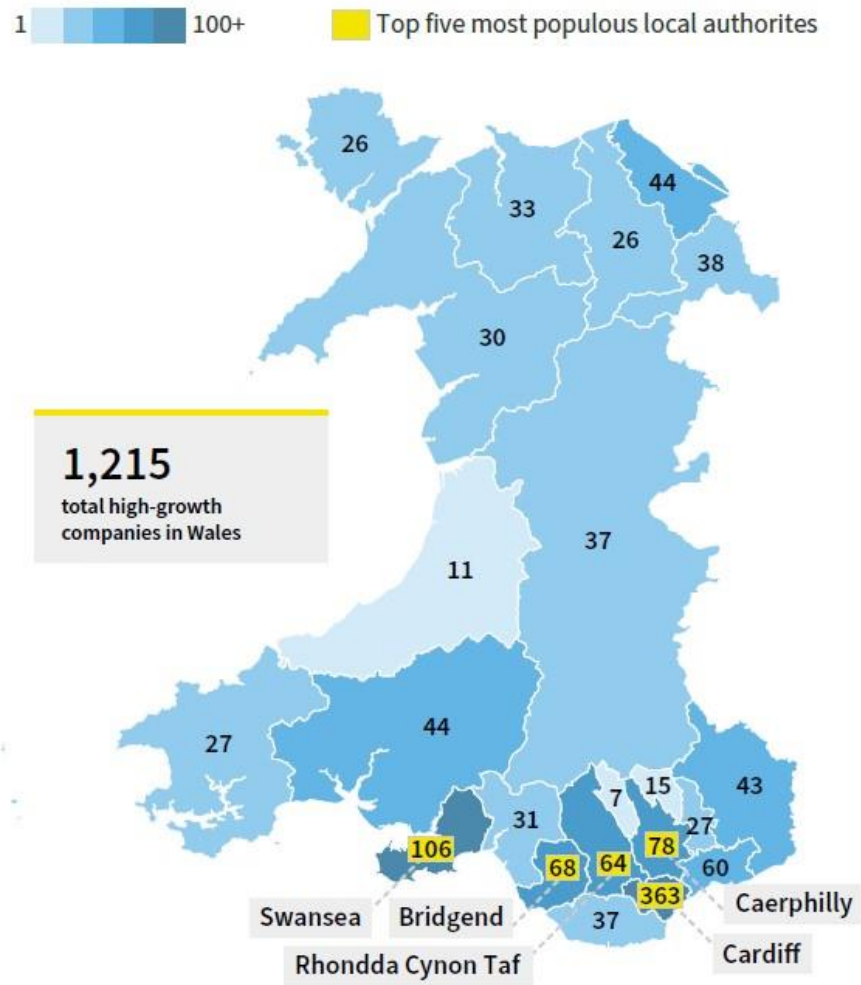 1 100+ Top five most populous local authorites
26
44
33
26
38
30
1,215
total high-growth
companies in Wales
37
11
27
44
43
7
15
31
27
78
106
68
64
60
363
37
Swansea
Bridgend
Caerphilly
Rhondda Cynon Taf
Cardiff